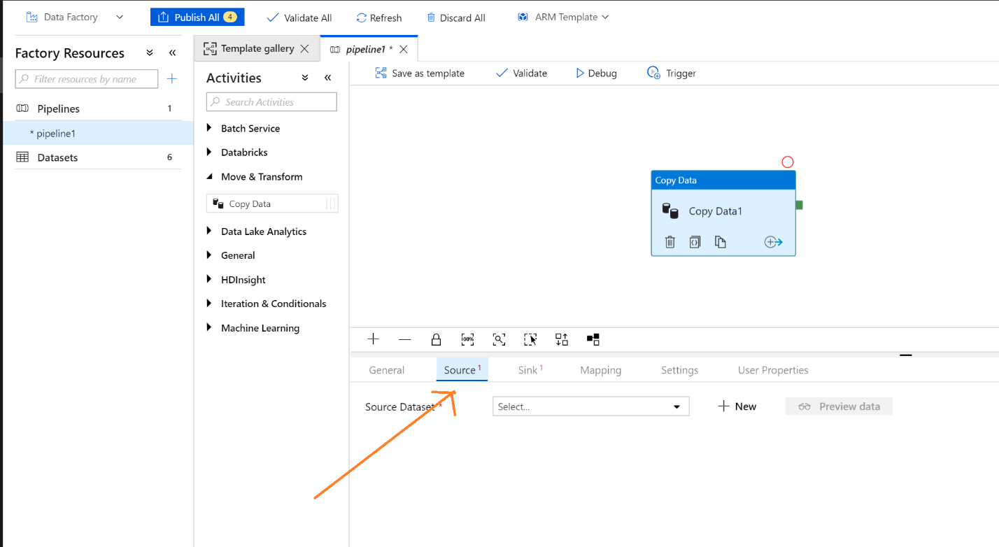 Data Factory
Publish All 4
Validate All
Refresh
Discard All
ARM Template
Factory Resources
Filter resources by name
Pipelines 1
* pipeline1
Datasets 6
Template gallery
pipeline1 *
Activities
Search Activities
Batch Service
Databricks
Move & Transform
Copy Data
Data Lake Analytics
General
HDInsight
Iteration & Conditionals
Machine Learning
Save as template
Validate
Debug
Trigger
Copy Data
Copy Data1
100%
General
Source 1
Sink 1
Mapping
Settings
User Properties
Source Dataset *
Select...
New
Preview data